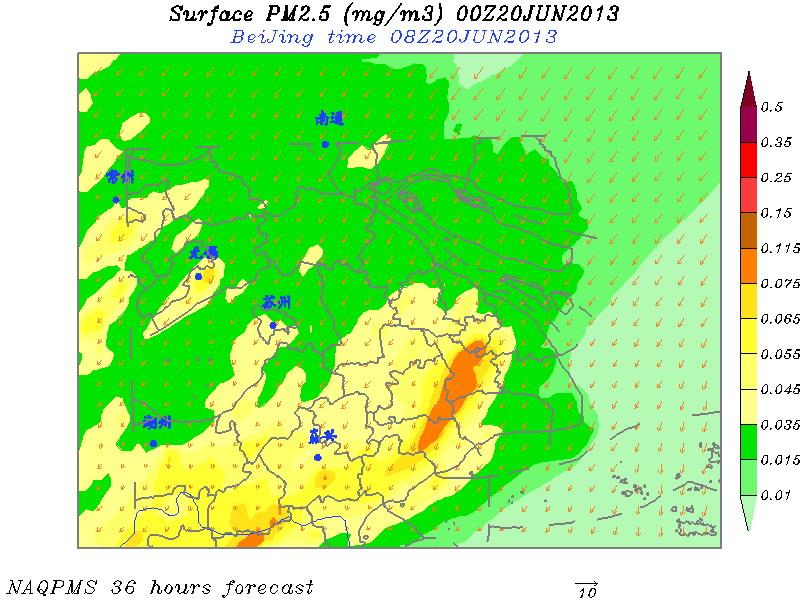 Surface PM2.5 (mg/m3) 00Z20JUN2013
BeiJing time 08Z20JUN2013
南通
常州
无锡
苏州
湖州
嘉兴
0.5
0.35
0.25
0.15
0.115
0.075
0.055
0.045
0.035
0.015
0.01
NAQPMS 36 hours forecast
10